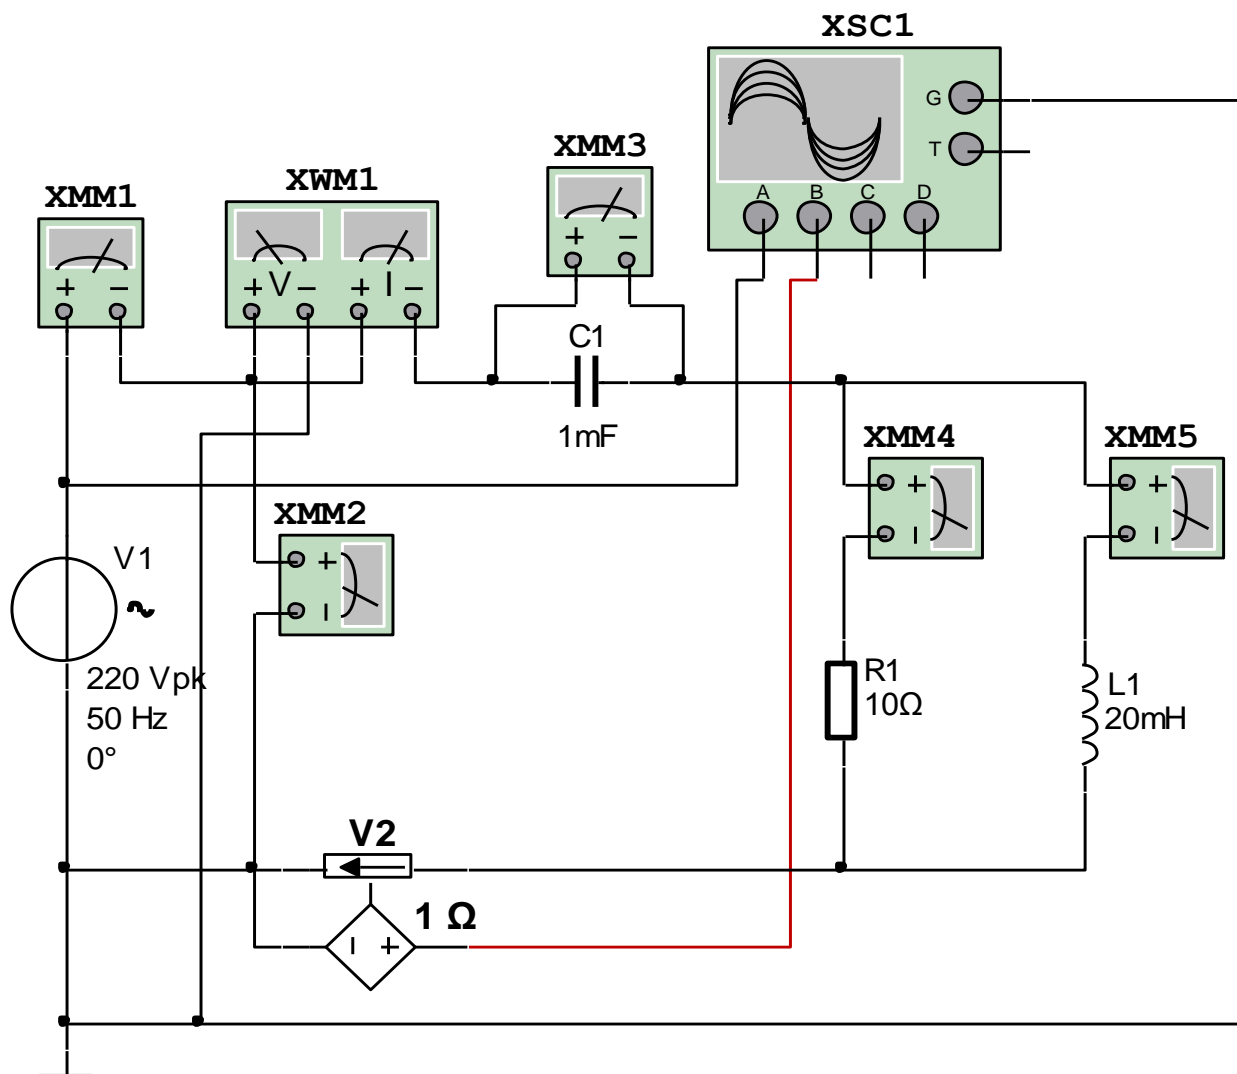 XSC1
G
T
A
B
C
D
XMM3
+
−
XWM1
+
V
−
+
I
−
XMM1
+
−
C1
1mF
XMM4
+
−
XMM5
+
−
XMM2
+
−
V1
220 Vpk
50 Hz
0°
R1
10Ω
L1
20mH
V2
1 Ω
−
+